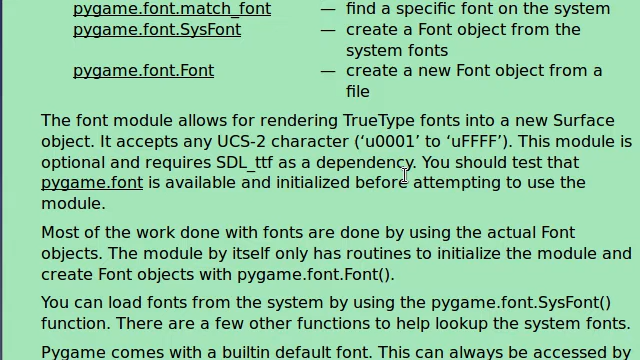 pygame.font.match_font — find a specific font on the system
pygame.font.SysFont — create a Font object from the
system fonts
pygame.font.Font — create a new Font object from a
file
The font module allows for rendering TrueType fonts into a new Surface
object. It accepts any UCS-2 character (‘u0001’ to ‘uFFFF’). This module is
optional and requires SDL_ttf as a dependency. You should test that
pygame.font is available and initialized before attempting to use the
module.
Most of the work done with fonts are done by using the actual Font
objects. The module by itself only has routines to initialize the module and
create Font objects with pygame.font.Font().
You can load fonts from the system by using the pygame.font.SysFont()
function. There are a few other functions to help lookup the system fonts.
Pygame comes with a builtin default font. This can always be accessed by